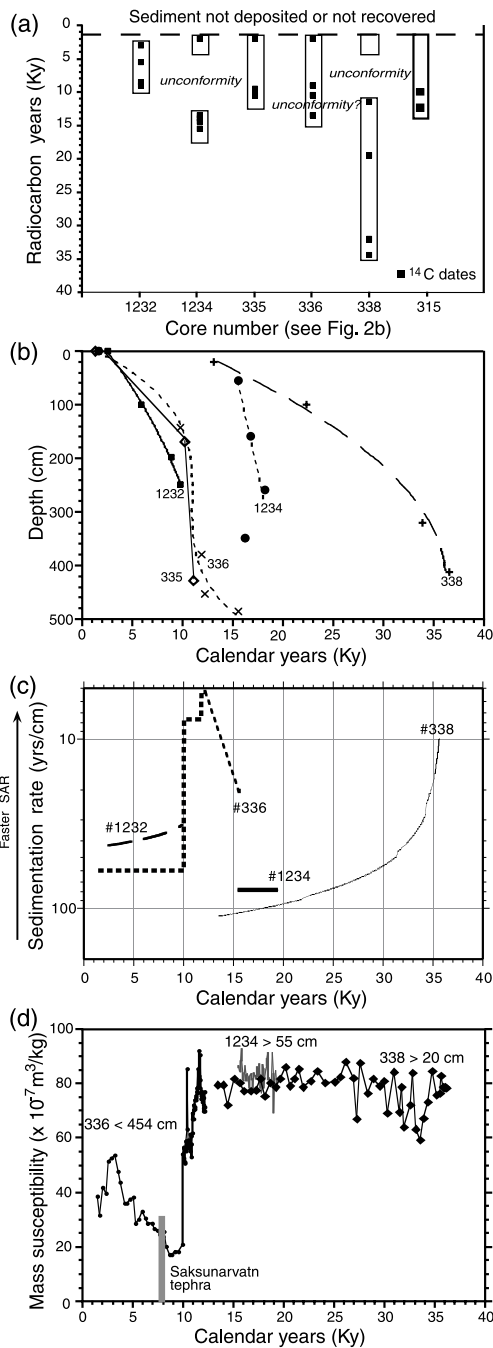 (a)
Sediment not deposited or not recovered
Radiocarbon years (Ky)
0
5
10
15
20
25
30
35
40
unconformity
unconformity
unconformity?
■ ¹⁴C dates
1232
1234
335
336
338
315
Core number (see Fig. 2b)
(b)
Depth (cm)
0
100
200
300
400
500
1232
335
336
1234
338
0 5 10 15 20 25 30 35 40
Calendar years (Ky)
(c)
Faster SAR
Sedimentation rate (yrs/cm)
10
100
#338
#1232
#336
#1234
0 5 10 15 20 25 30 35 40
Calendar years (Ky)
(d)
Mass susceptibility (x 10⁻⁷m³/kg)
100
80
60
40
20
0
1234 > 55 cm
338 > 20 cm
336 < 454 cm
Saksunarvatn
tephra
0 5 10 15 20 25 30 35 40
Calendar years (Ky)